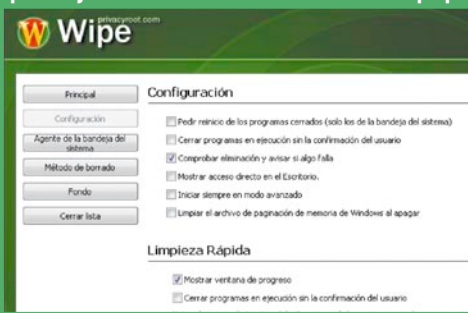 privacyroot.com
Wipe
Principal
Configuración
Agente de la bandeja del sistema
Método de borrado
Fondo
Cerrar lista
Configuración
Pedir reinicio de los programas cerrados (solo los de la bandeja del sistema)
Cerrar programas en ejecución sin la confirmación del usuario
Comprobar eliminación y avisar si algo falla
Mostrar acceso directo en el Escritorio.
Iniciar siempre en modo avanzado
Limpiar el archivo de paginación de memoria de Windows al apagar
Limpieza Rápida
Mostrar ventana de progreso
Cerrar programas en ejecución sin la confirmación del usuario